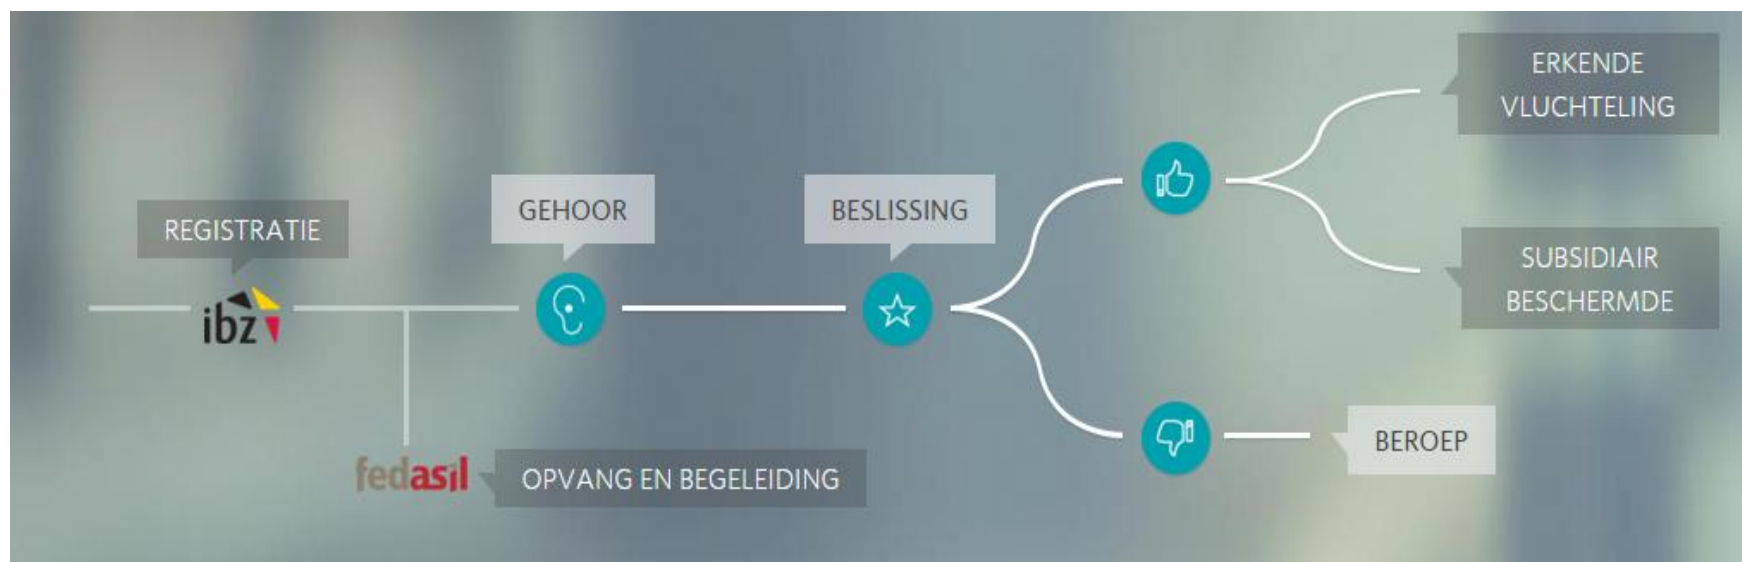 REGISTRATIE
ibz
fedasil
OPVANG EN BEGELEIDING
GEHOOR
BESLISSING
ERKENDE
VLUCHTELING
SUBSIDIAIR
BESCHERMDE
BEROEP